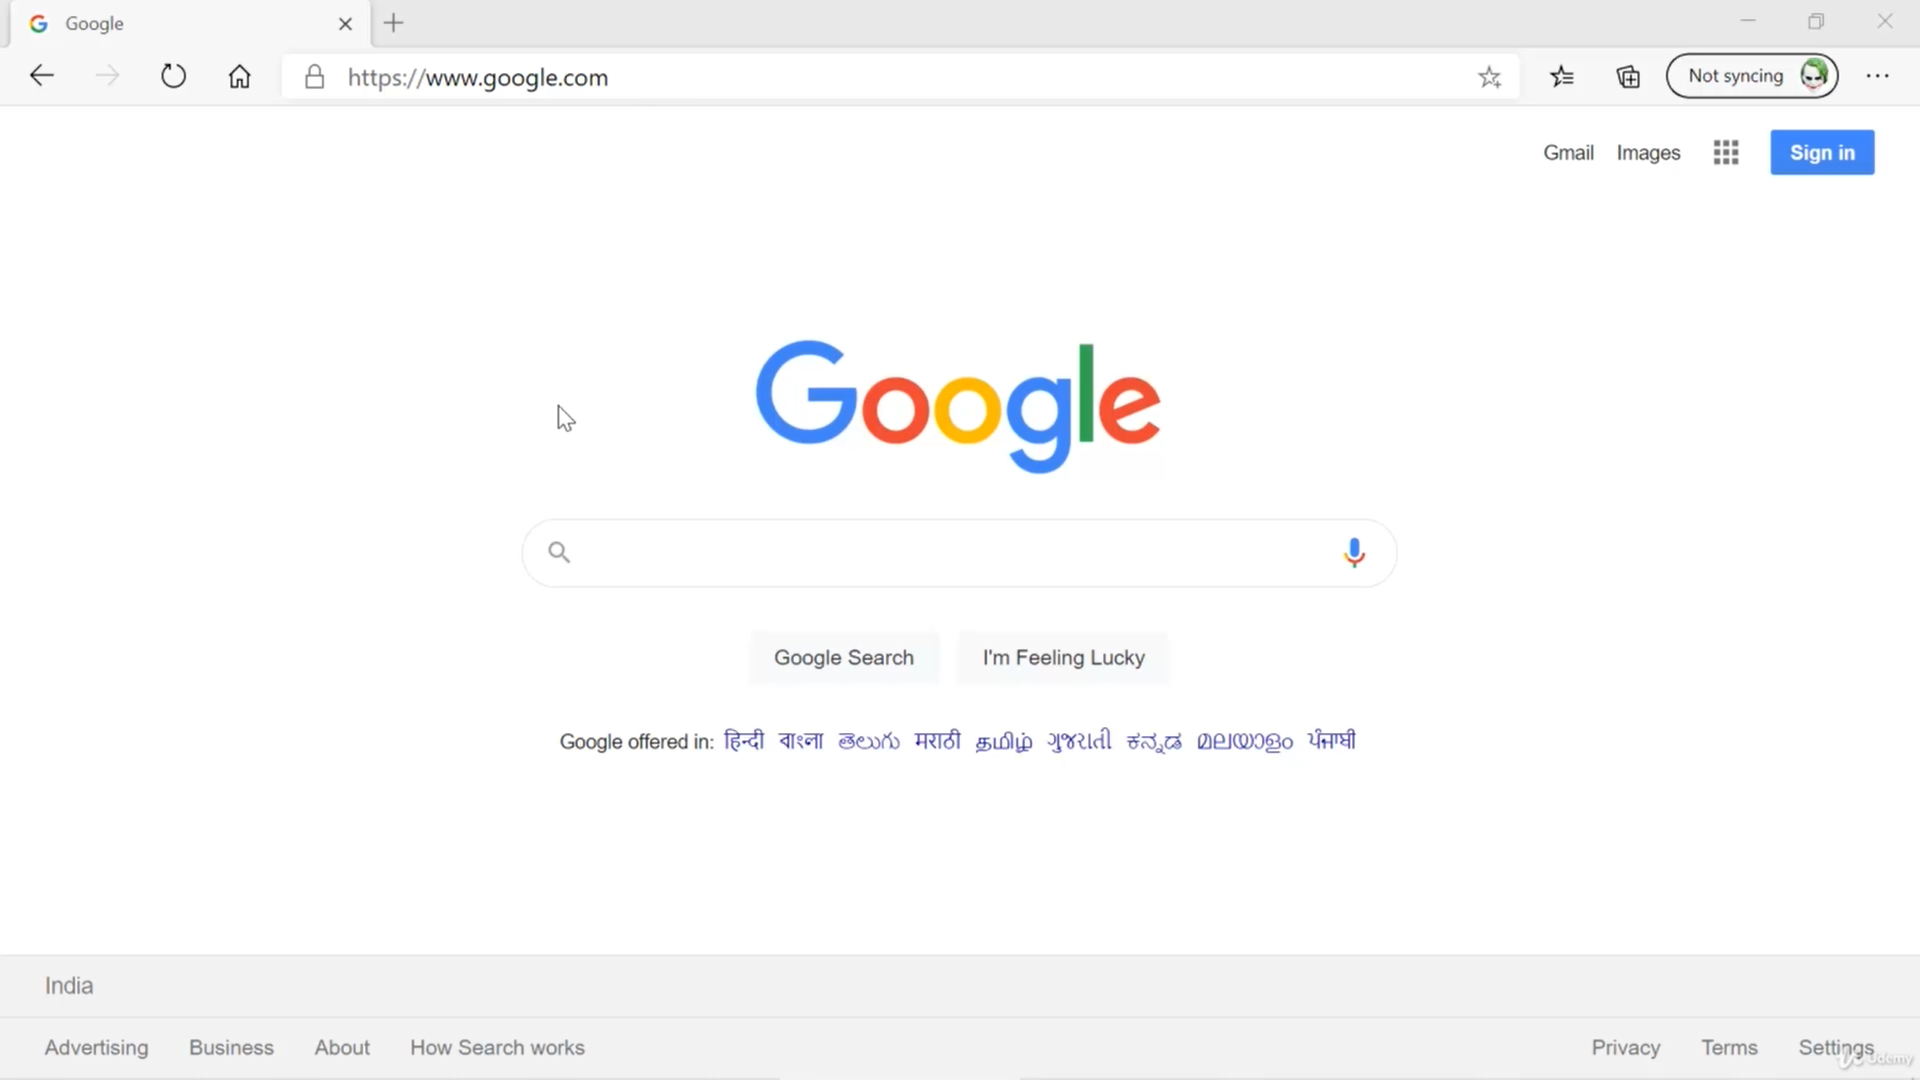 Google
https://www.google.com
Not syncing
Gmail Images
Sign in
Google
Google Search
I'm Feeling Lucky
Google offered in: हिन्दी বাংলা తెలుగు मराठी தமிழ் ગુજરાતી ಕನ್ನಡ മലയാളം ਪੰਜਾਬੀ
India
Advertising Business About How Search works
Privacy Terms Settings
Udemy